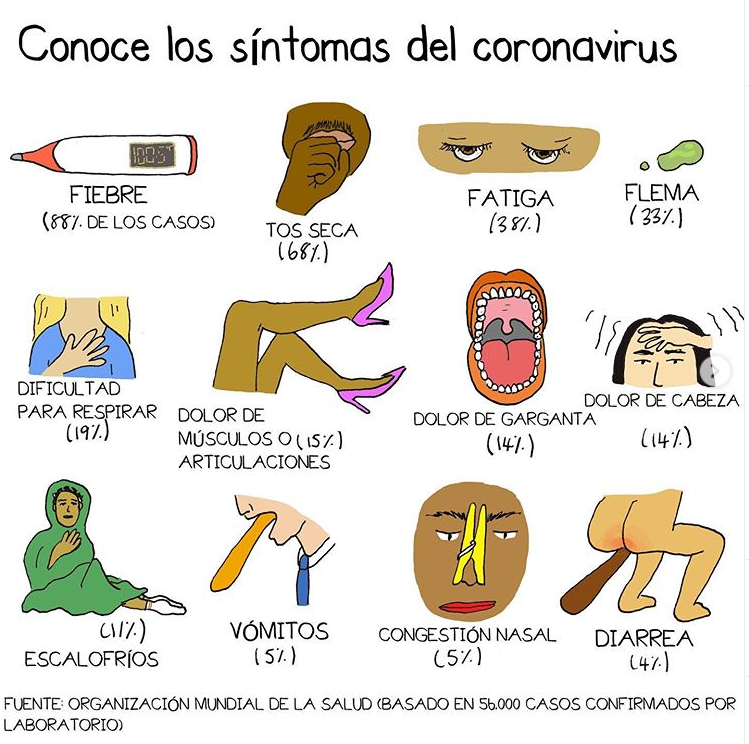 Conoce los síntomas del coronavirus
100.5°
FIEBRE
(88% DE LOS CASOS)
TOS SECA
(68%)
FATIGA
(38%)
FLEMA
(33%)
DIFICULTAD
PARA RESPIRAR
(19%)
DOLOR DE
MÚSCULOS O (15%)
ARTICULACIONES
DOLOR DE GARGANTA
(14%)
DOLOR DE CABEZA
(14%)
(11%)
ESCALOFRÍOS
VÓMITOS
(5%)
CONGESTIÓN NASAL
(5%)
DIARREA
(4%)
FUENTE: ORGANIZACIÓN MUNDIAL DE LA SALUD (BASADO EN 56.000 CASOS CONFIRMADOS POR
LABORATORIO)